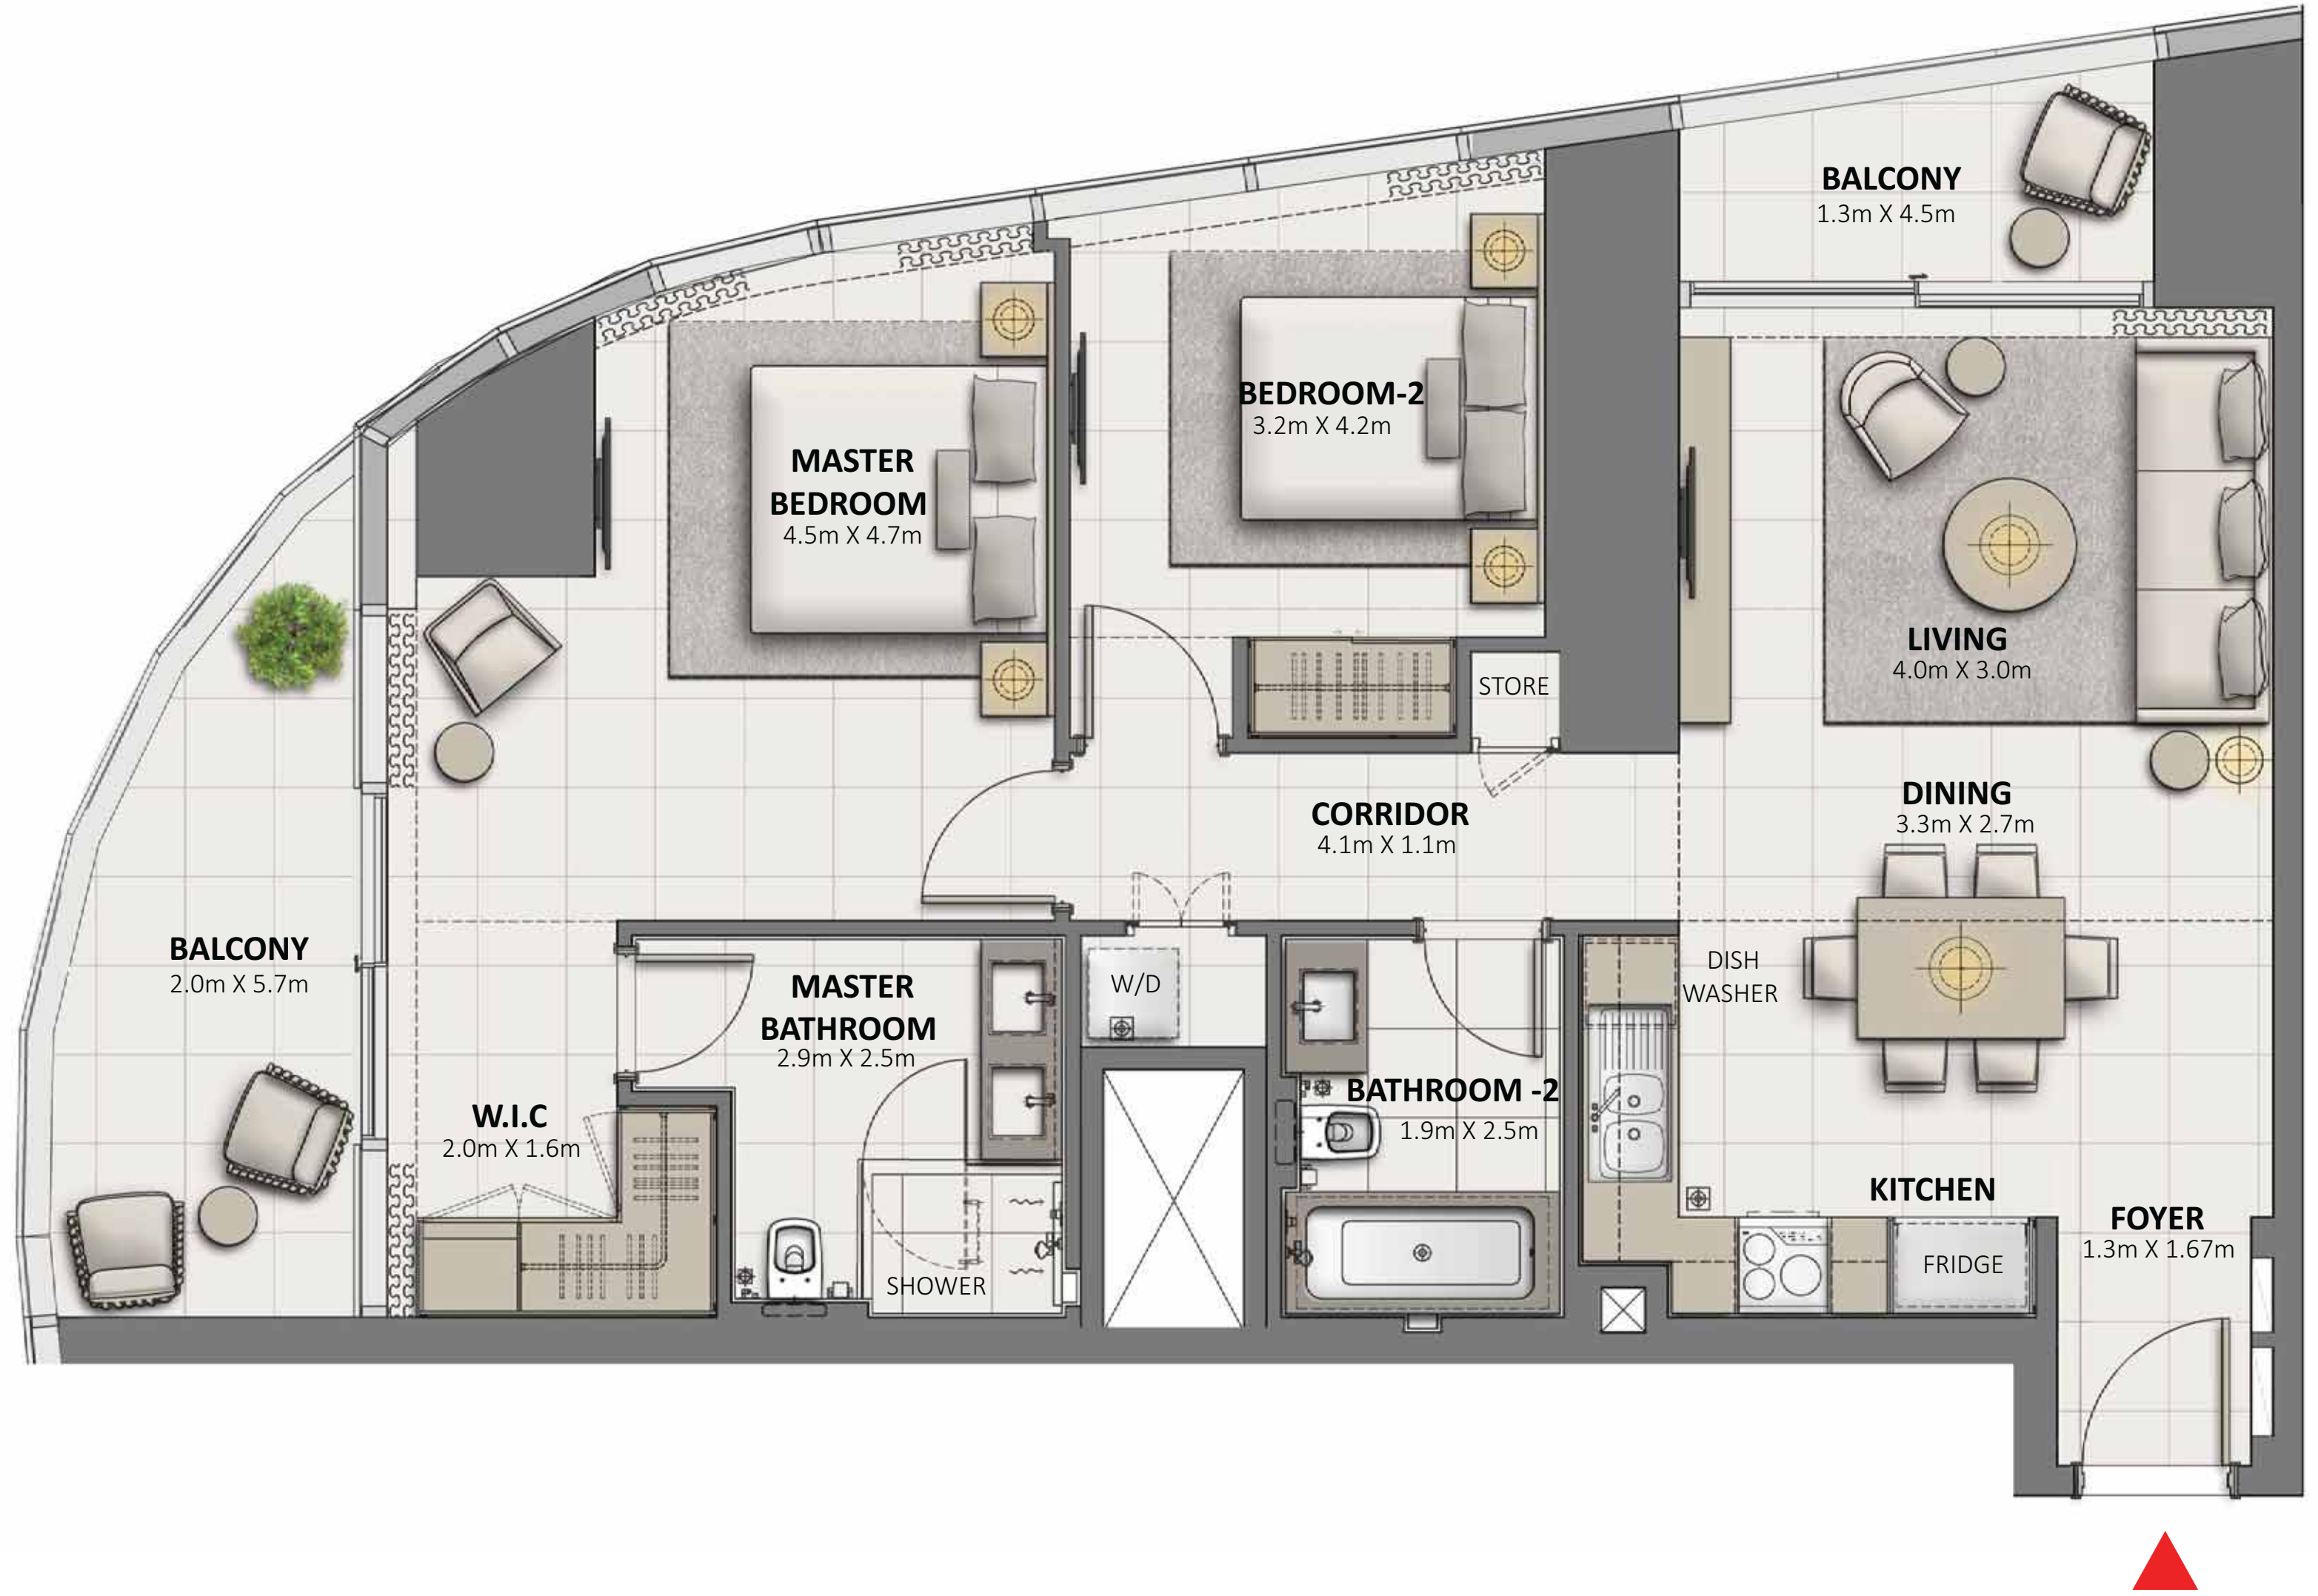 BALCONY
1.3m X 4.5m
BEDROOM-2
3.2m X 4.2m
MASTER
BEDROOM
4.5m X 4.7m
LIVING
4.0m X 3.0m
STORE
DINING
3.3m X 2.7m
CORRIDOR
4.1m X 1.1m
BALCONY
2.0m X 5.7m
MASTER
BATHROOM
2.9m X 2.5m
W/D
DISH
WASHER
BATHROOM -2
1.9m X 2.5m
W.I.C
2.0m X 1.6m
KITCHEN
FOYER
1.3m X 1.67m
FRIDGE
SHOWER